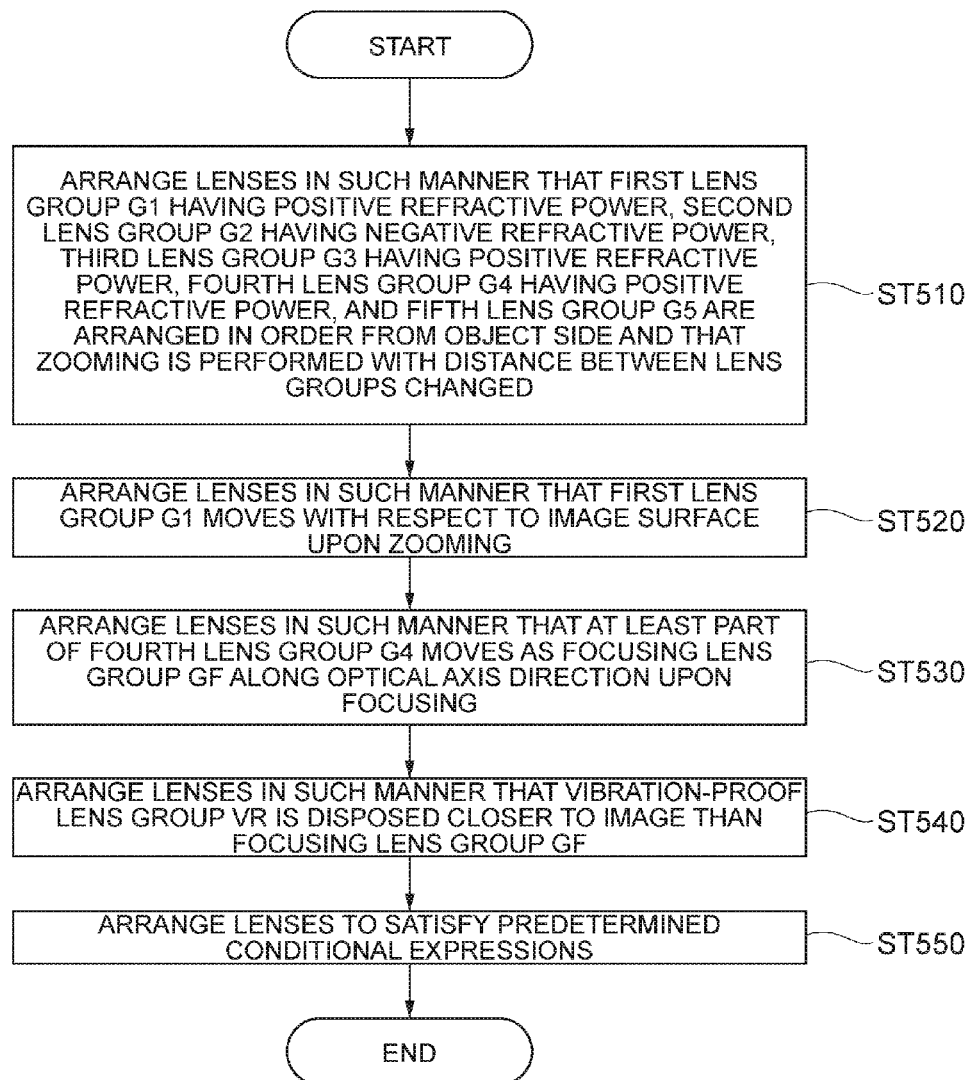 START
ARRANGE LENSES IN SUCH MANNER THAT FIRST LENS
GROUP G1 HAVING POSITIVE REFRACTIVE POWER, SECOND
LENS GROUP G2 HAVING NEGATIVE REFRACTIVE POWER,
THIRD LENS GROUP G3 HAVING POSITIVE REFRACTIVE
POWER, FOURTH LENS GROUP G4 HAVING POSITIVE
REFRACTIVE POWER, AND FIFTH LENS GROUP G5 ARE
ARRANGED IN ORDER FROM OBJECT SIDE AND THAT
ZOOMING IS PERFORMED WITH DISTANCE BETWEEN LENS
GROUPS CHANGED
ST510
ARRANGE LENSES IN SUCH MANNER THAT FIRST LENS
GROUP G1 MOVES WITH RESPECT TO IMAGE SURFACE
UPON ZOOMING
ST520
ARRANGE LENSES IN SUCH MANNER THAT AT LEAST PART
OF FOURTH LENS GROUP G4 MOVES AS FOCUSING LENS
GROUP GF ALONG OPTICAL AXIS DIRECTION UPON
FOCUSING
ST530
ARRANGE LENSES IN SUCH MANNER THAT VIBRATION-PROOF
LENS GROUP VR IS DISPOSED CLOSER TO IMAGE THAN
FOCUSING LENS GROUP GF
ST540
ARRANGE LENSES TO SATISFY PREDETERMINED
CONDITIONAL EXPRESSIONS
ST550
END